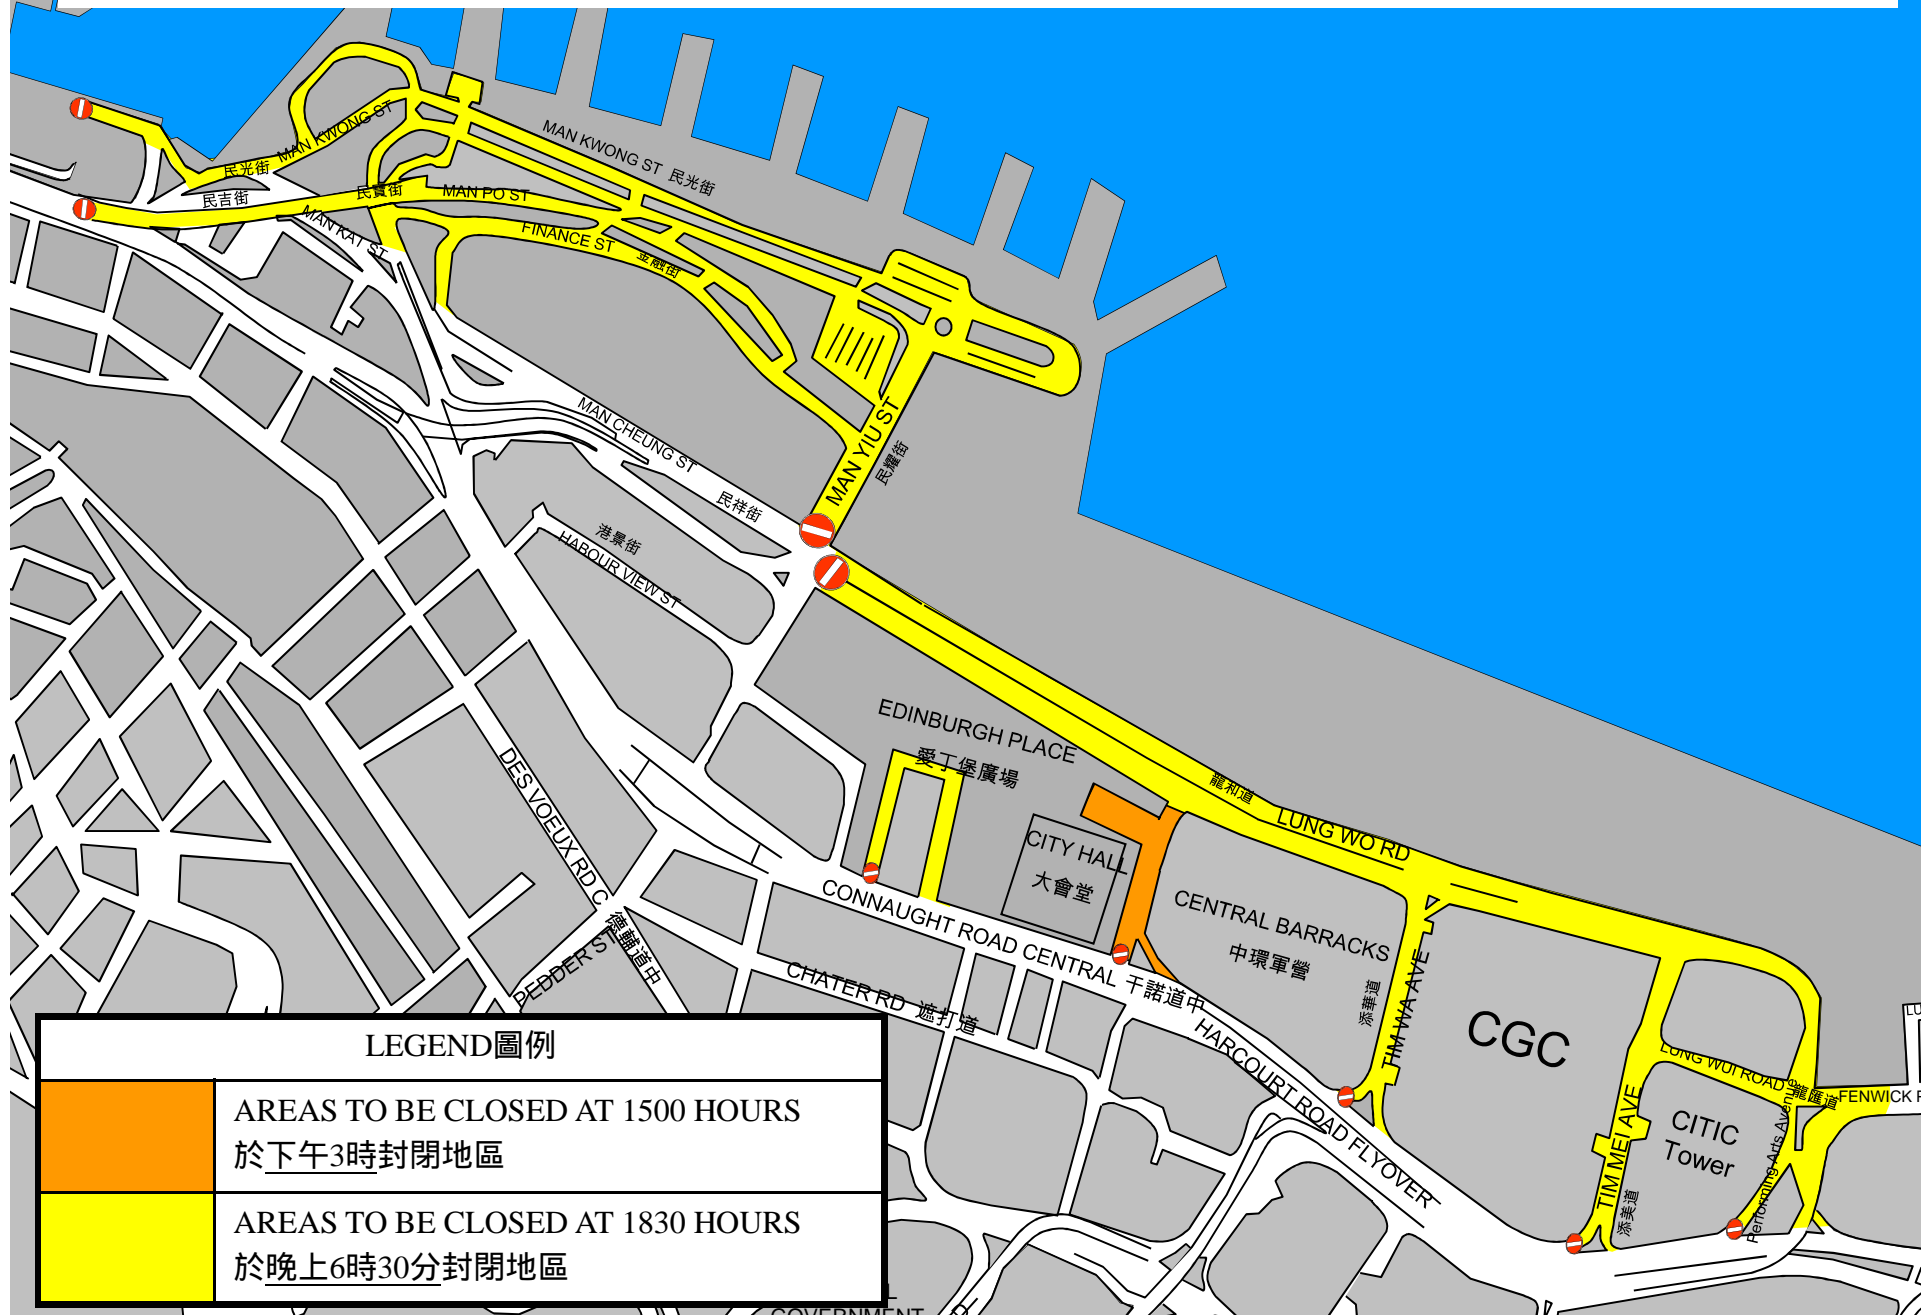 MAN KWONG ST
民光街
MAN KWONG ST 民光街
民吉街
民寶街
MAN PO ST
MAN KAT ST
FINANCE ST
金融街
MAN YIU ST
民耀街
MAN CHEUNG ST
民祥街
港景街
HABOUR VIEW ST
EDINBURGH PLACE
愛丁堡廣場
龍和道
LUNG WO RD
CITY HALL
大會堂
CENTRAL BARRACKS
中環軍營
DES VOEUX RD C 德輔道中
PEDDER ST
CONNAUGHT ROAD CENTRAL 干諾道中
CHATER RD 遮打道
HARCOURT ROAD FLYOVER
添華道
TIM WA AVE
CGC
LUNG WUI ROAD 龍匯道
FENWICK
CITIC
Tower
Performing Arts Avenue
TIM MEI AVE
添美道
LEGEND圖例
AREAS TO BE CLOSED AT 1500 HOURS
於下午3時封閉地區
AREAS TO BE CLOSED AT 1830 HOURS
於晚上6時30分封閉地區
GOVERNMENT